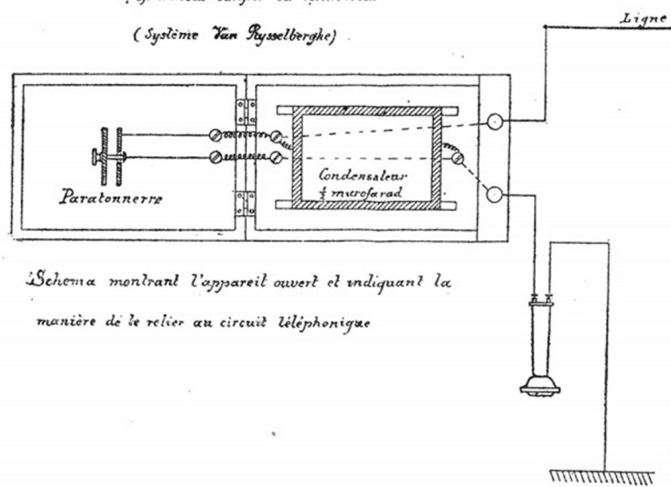 (Système Van Rysselberghe)
Ligne
Condensateur
½ microfarad
Paratonnerre
Schema montrant l'appareil ouvert et indiquant la
manière de le relier au circuit téléphonique